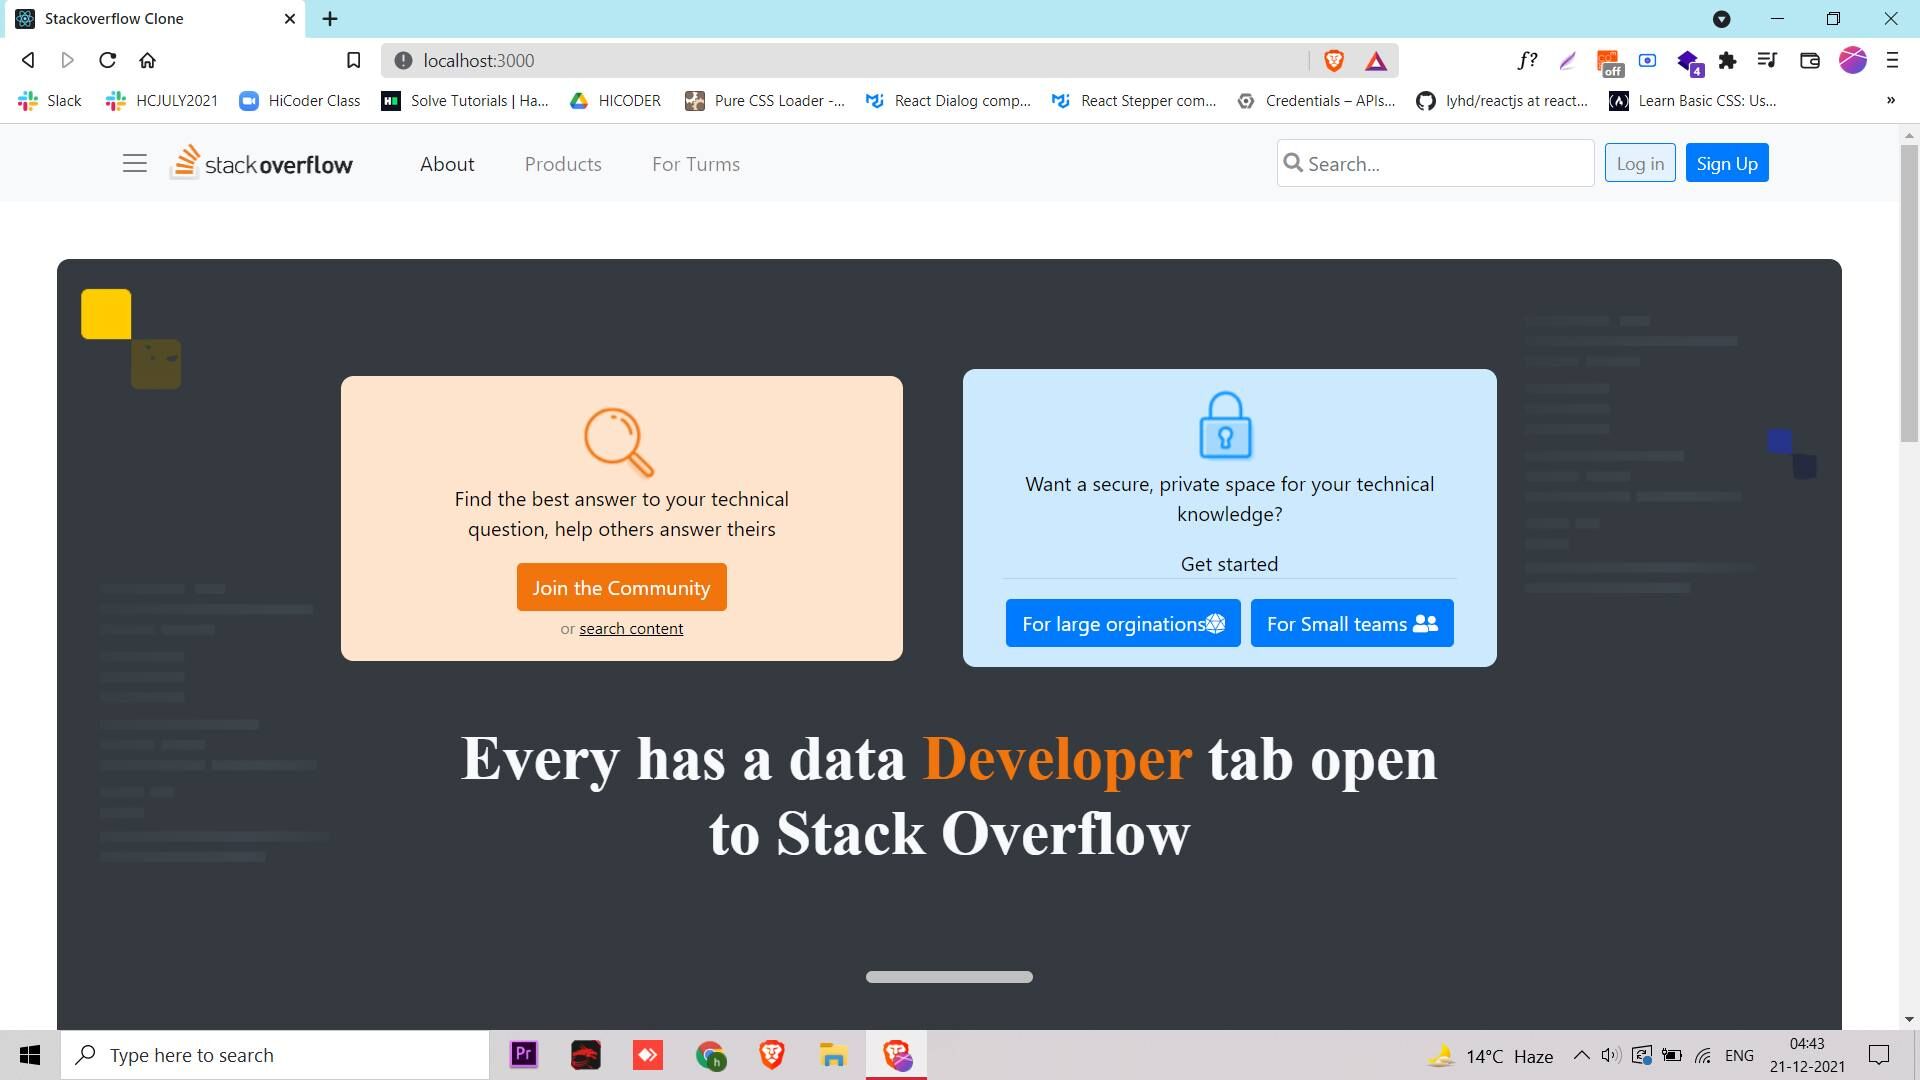 Stackoverflow Clone
localhost:3000
off
4
Slack
HCJULY2021
HiCoder Class
Solve Tutorials | Ha...
HICODER
Pure CSS Loader -...
React Dialog comp...
React Stepper com...
Credentials – APIs...
lyhd/reactjs at react...
Learn Basic CSS: Us...
»
stackoverflow
About
Products
For Turms
Search...
Log in
Sign Up
Find the best answer to your technical
question, help others answer theirs
Join the Community
or search content
Want a secure, private space for your technical
knowledge?
Get started
For large orginations
For Small teams
Every has a data Developer tab open
to Stack Overflow
Type here to search
Pr
h
14°C Haze
ENG
04:43
21-12-2021